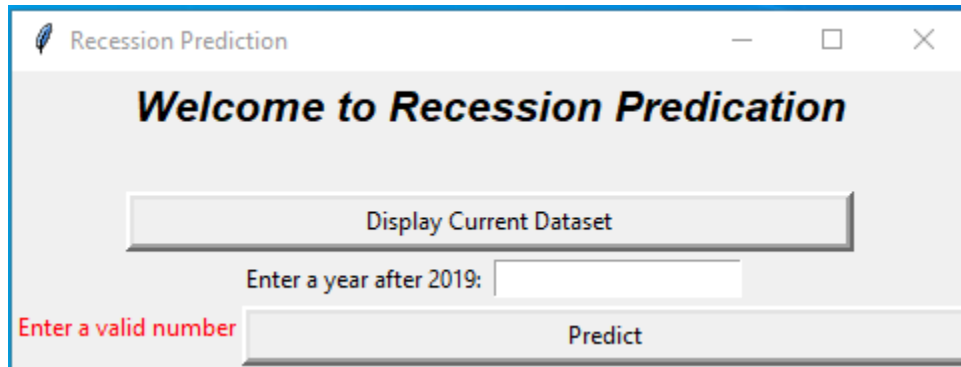 Recession Prediction
Welcome to Recession Predication
Display Current Dataset
Enter a year after 2019:
Enter a valid number
Predict